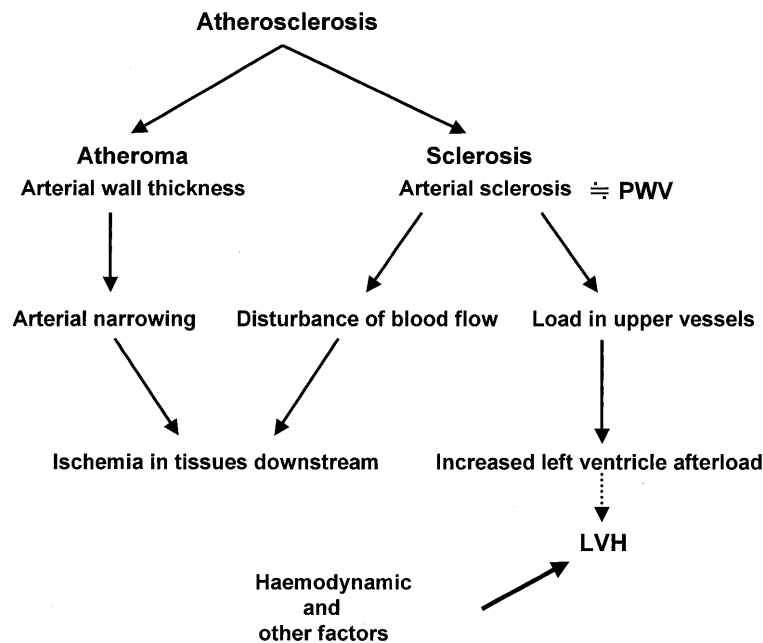 Atherosclerosis
Atheroma
Arterial wall thickness
Sclerosis
Arterial sclerosis ≒ PWV
Arterial narrowing
Disturbance of blood flow
Load in upper vessels
Ischemia in tissues downstream
Increased left ventricle afterload
LVH
Haemodynamic
and
other factors